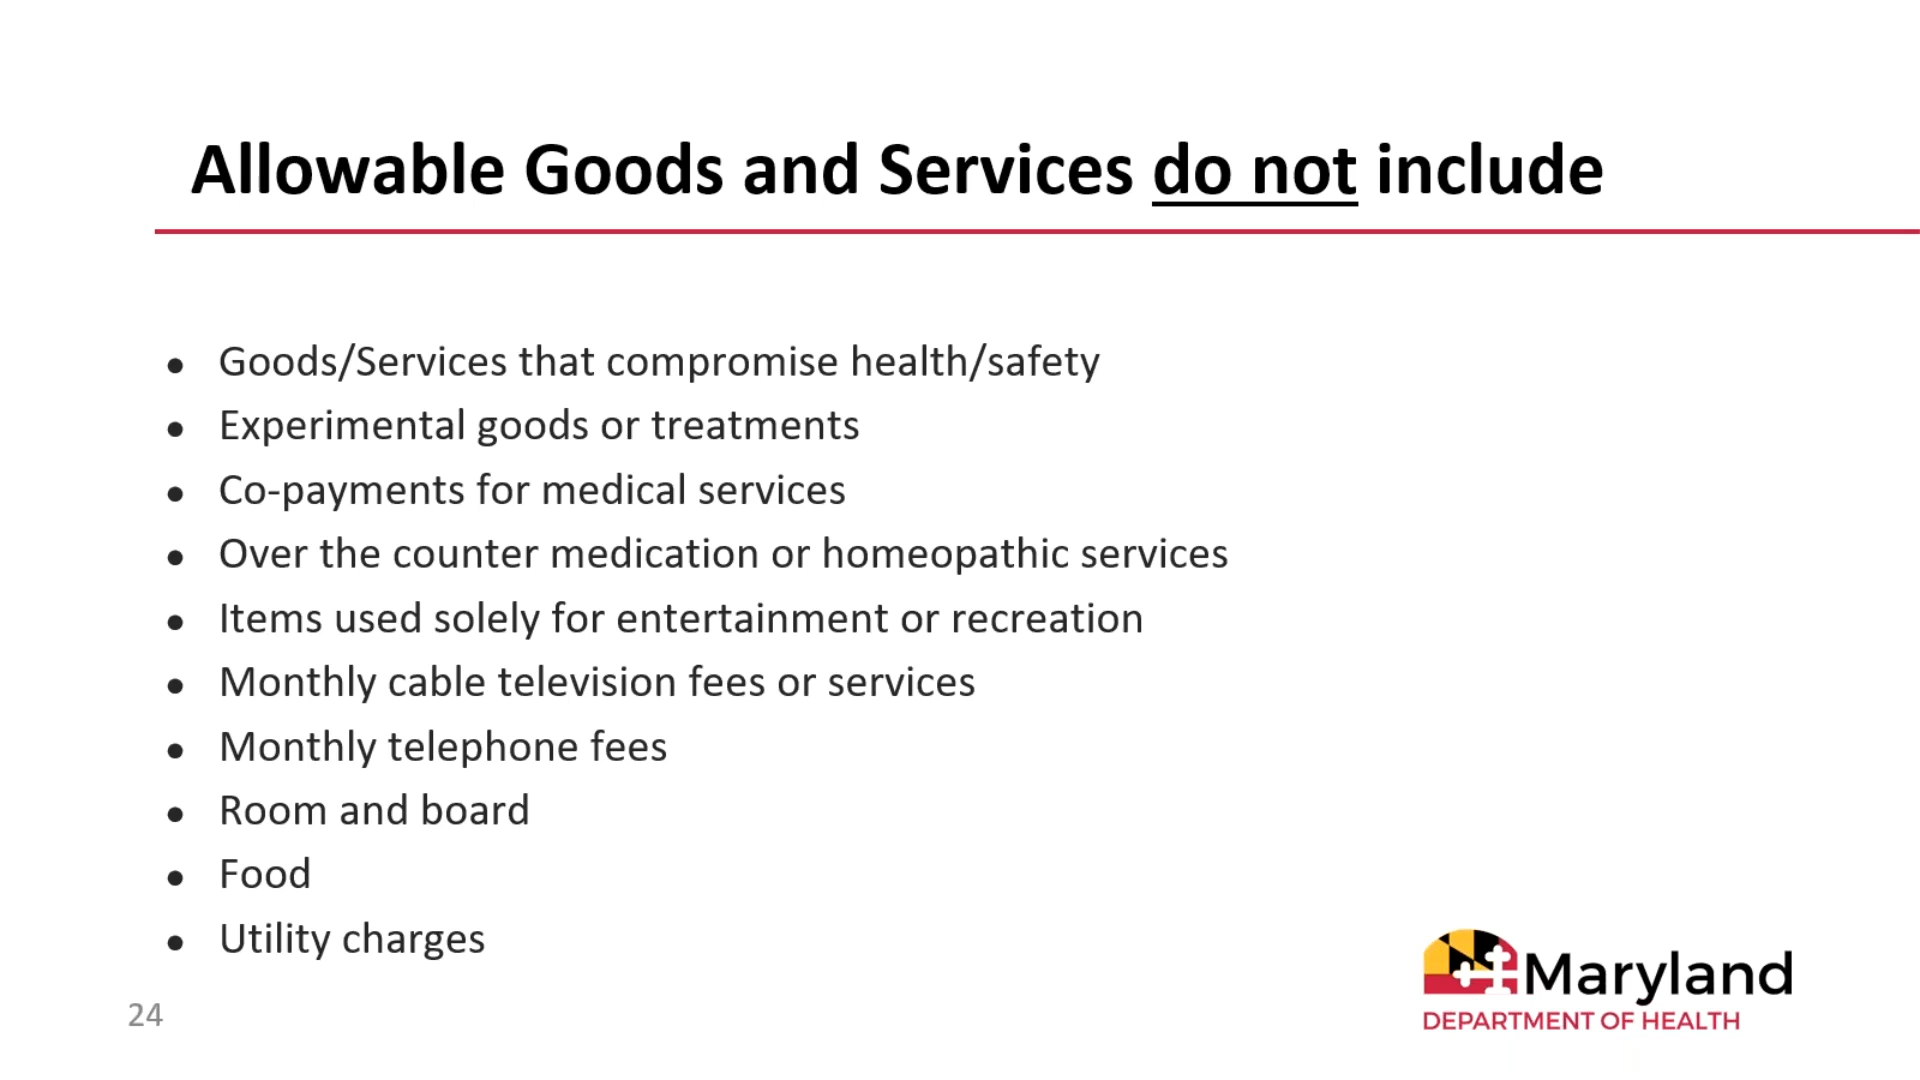 Allowable Goods and Services do not include
● Goods/Services that compromise health/safety
● Experimental goods or treatments
● Co-payments for medical services
● Over the counter medication or homeopathic services
● Items used solely for entertainment or recreation
● Monthly cable television fees or services
● Monthly telephone fees
● Room and board
● Food
● Utility charges
24
Maryland
DEPARTMENT OF HEALTH